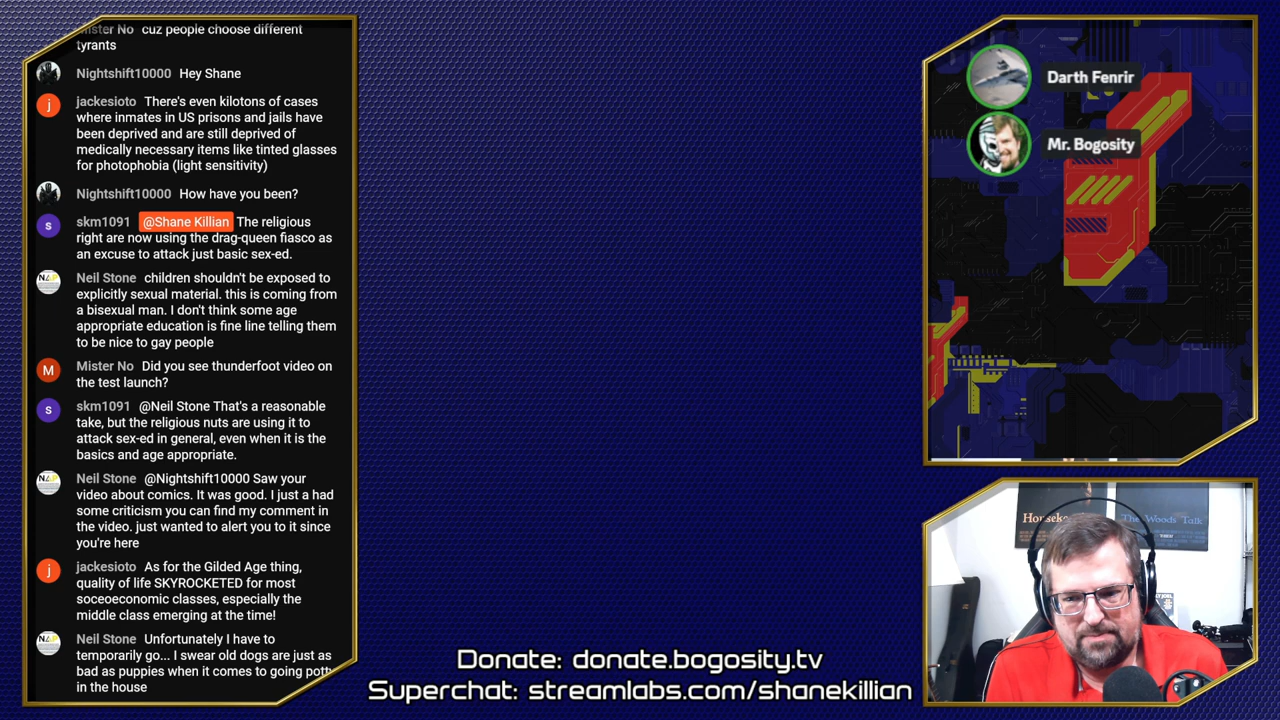 Mister No cuz people choose different
tyrants
Nightshift10000 Hey Shane
jackesioto There's even kilotons of cases
where inmates in US prisons and jails have
been deprived and are still deprived of
medically necessary items like tinted glasses
for photophobia (light sensitivity)
Nightshift10000 How have you been?
skm1091 @Shane Killian The religious
right are now using the drag-queen fiasco as
an excuse to attack just basic sex-ed.
Neil Stone children shouldn't be exposed to
explicitly sexual material. this is coming from
a bisexual man. I don't think some age
appropriate education is fine line telling them
to be nice to gay people
Mister No Did you see thunderfoot video on
the test launch?
skm1091 @Neil Stone That's a reasonable
take, but the religious nuts are using it to
attack sex-ed in general, even when it is the
basics and age appropriate.
Neil Stone @Nightshift10000 Saw your
video about comics. It was good. I just a had
some criticism you can find my comment in
the video. just wanted to alert you to it since
you're here
jackesioto As for the Gilded Age thing,
quality of life SKYROCKETED for most
soceoeconomic classes, especially the
middle class emerging at the time!
Neil Stone Unfortunately I have to
temporarily go... I swear old dogs are just as
bad as puppies when it comes to going potty
in the house
Darth Fenrir
Mr. Bogosity
The Woods Talk
Donate: donate.bogosity.tv
Superchat: streamlabs.com/shanekillian